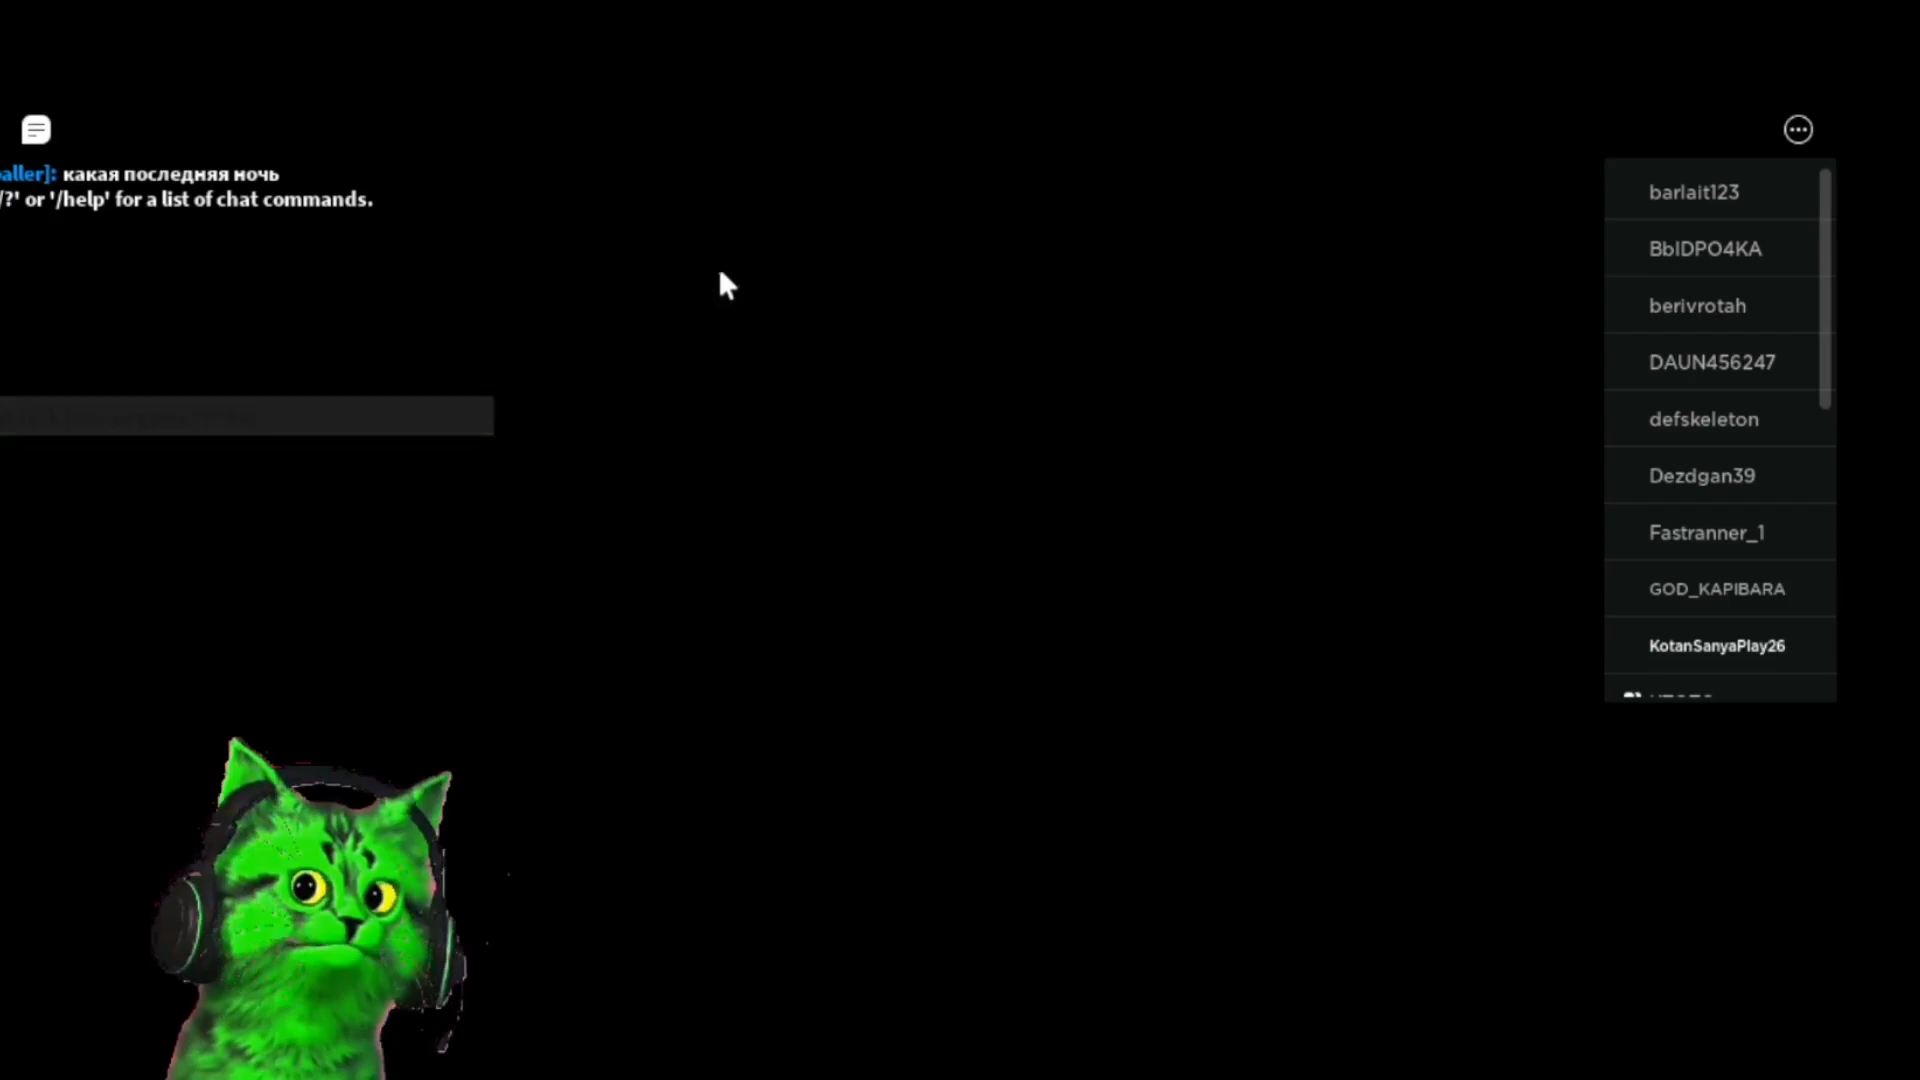 aller]: какая последняя ночь
/?' or '/help' for a list of chat commands.
barlait123
BbIDPO4KA
berivrotah
DAUN456247
defskeleton
Dezdgan39
Fastranner_1
GOD_KAPIBARA
KotanSanyaPlay26